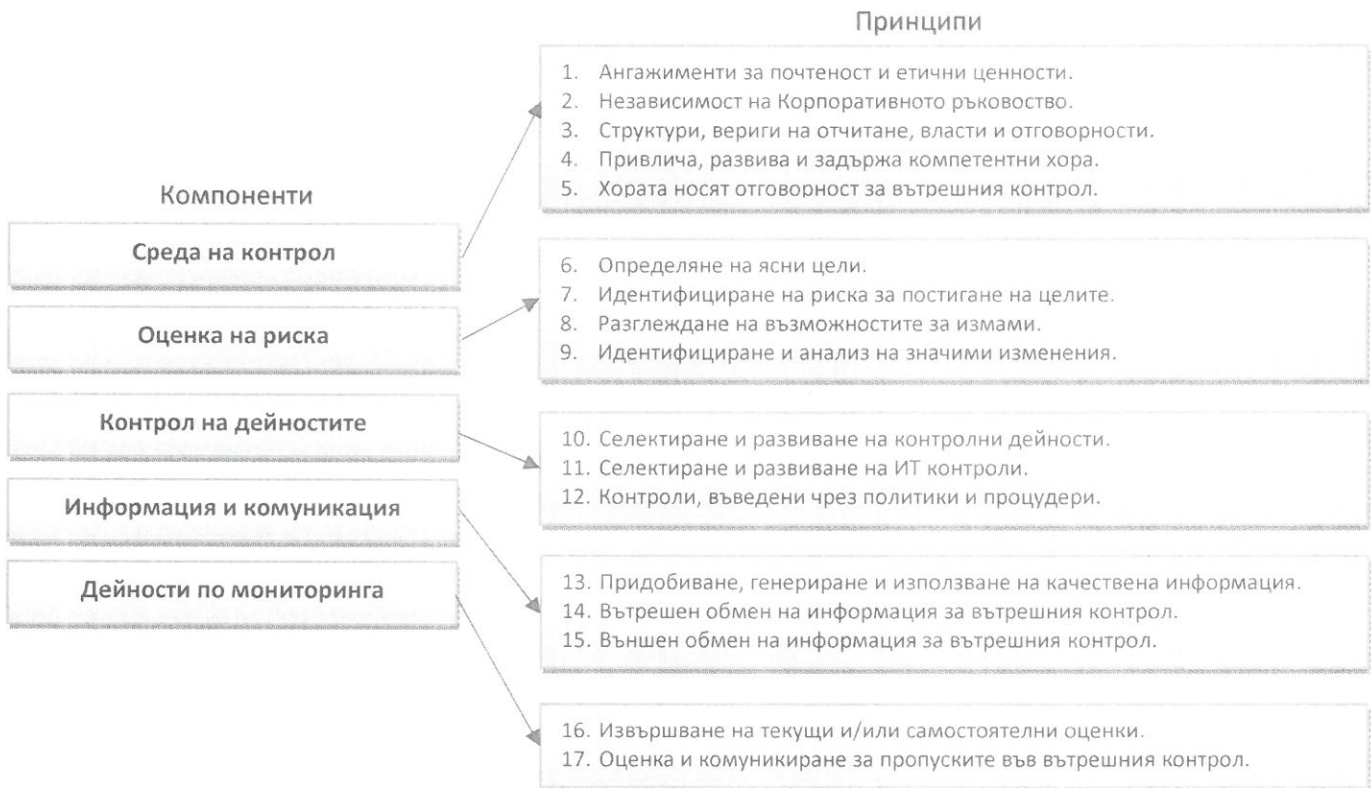 Принципи
1. Ангажименти за почтеност и етични ценности.
2. Независимост на Корпоративното ръковоство.
3. Структури, вериги на отчитане, власти и отговорности.
4. Привлича, развива и задържа компетентни хора.
5. Хората носят отговорност за вътрешния контрол.
Компоненти
Среда на контрол
6. Определяне на ясни цели.
7. Идентифициране на риска за постигане на целите.
8. Разглеждане на възможностите за измами.
9. Идентифициране и анализ на значими изменения.
Оценка на риска
Контрол на дейностите
10. Селектиране и развиване на контролни дейности.
11. Селектиране и развиване на ИТ контроли.
12. Контроли, въведени чрез политики и процудери.
Информация и комуникация
13. Придобиване, генериране и използване на качествена информация.
14. Вътрешен обмен на информация за вътрешния контрол.
15. Външен обмен на информация за вътрешния контрол.
Дейности по мониторинга
16. Извършване на текущи и/или самостоятелни оценки.
17. Оценка и комуникиране за пропуските във вътрешния контрол.